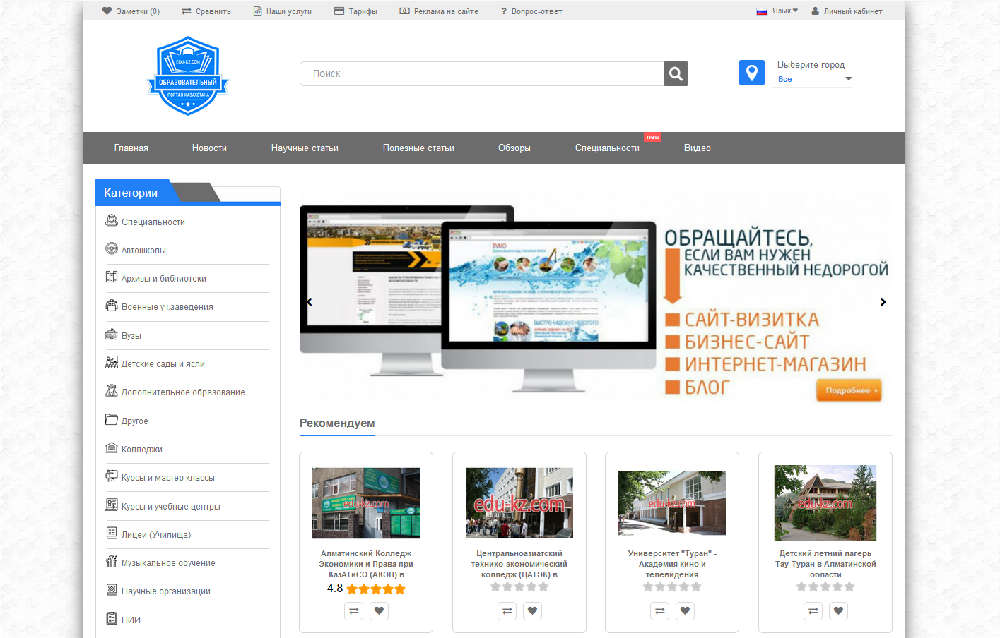 Заметки (0)
Сравнить
Наши услуги
Тарифы
Реклама на сайте
Вопрос-ответ
Язык
Личный кабинет
EDU-KZ.COM
ОБРАЗОВАТЕЛЬНЫЙ
ПОРТАЛ КАЗАХСТАНА
Поиск
Выберите город
Все
Главная
Новости
Научные статьи
Полезные статьи
Обзоры
Специальности
new
Видео
Категории
Специальности
Автошколы
Архивы и библиотеки
Военные уч.заведения
Вузы
Детские сады и ясли
Дополнительное образование
Другое
Колледжи
Курсы и мастер классы
Курсы и учебные центры
Лицеи (Училища)
Музыкальное обучение
Научные организации
НИИ
BVMO
БЫСТРО-НАДЕЖНО-НЕДОРОГО
ОБРАЩАЙТЕСЬ,
ЕСЛИ ВАМ НУЖЕН
КАЧЕСТВЕННЫЙ НЕДОРОГОЙ
САЙТ-ВИЗИТКА
БИЗНЕС-САЙТ
ИНТЕРНЕТ-МАГАЗИН
БЛОГ
Подробнее
Рекомендуем
edu-kz.com
Алматинский Колледж
Экономики и Права при
КазАТиСО (АКЭП) в
4.8
edu-kz.com
Центральноазиатский
технико-экономический
колледж (ЦАТЭК) в
edu-kz.com
Университет "Туран" -
Академия кино и
телевидения
edu-kz.com
Детский летний лагерь
Тау-Туран в Алматинской
области